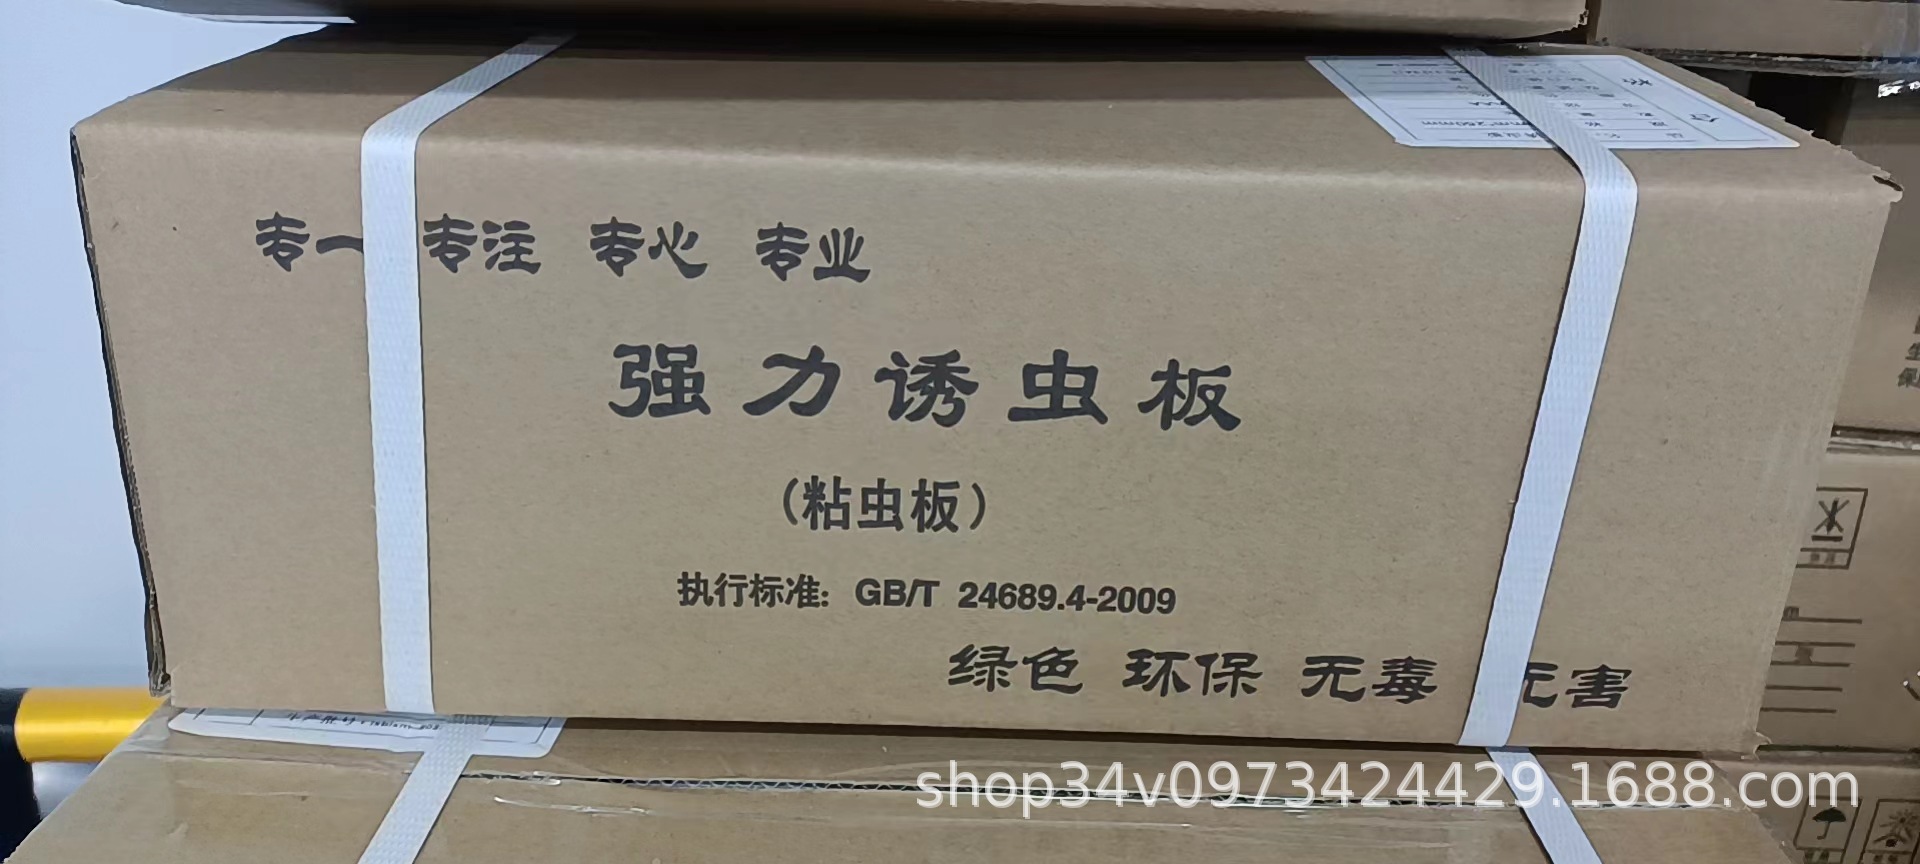 专一 专注 专心 专业
强力诱虫板
(粘虫板)
执行标准: GB/T 24689.4-2009
绿色 环保 无毒 无害
shop34v0973424429.1688.com